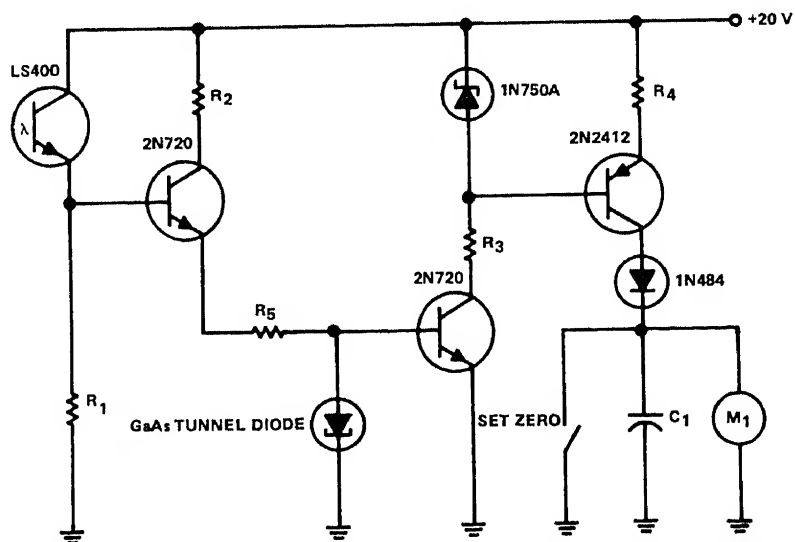 +20 V
LS400
R2
1N750A
R4
2N720
2N2412
λ
R3
2N720
1N484
R5
R1
GaAs TUNNEL DIODE
SET ZERO
C1
M1